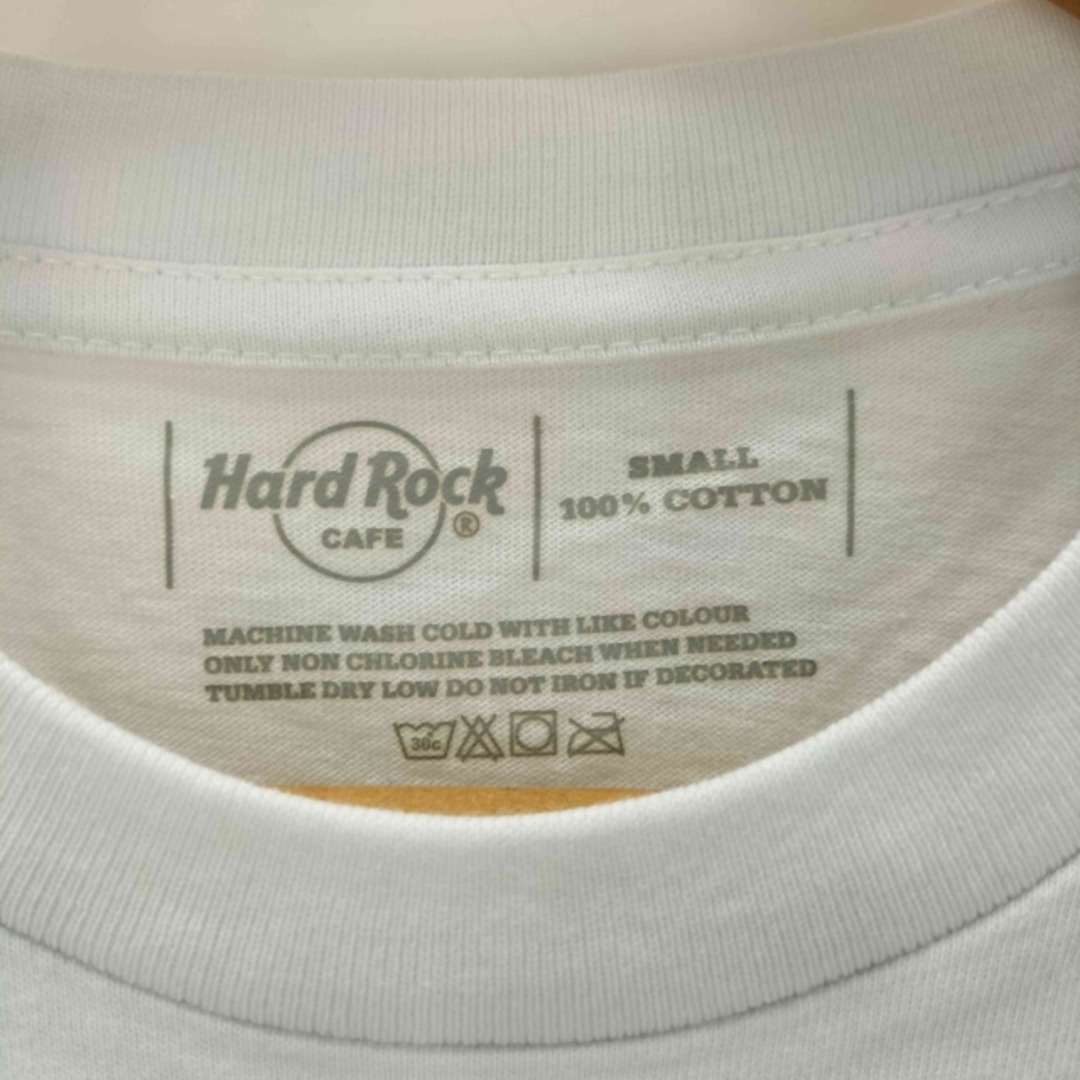 Hard Rock
CAFE
®
SMALL
100% COTTON
MACHINE WASH COLD WITH LIKE COLOUR
ONLY NON CHLORINE BLEACH WHEN NEEDED
TUMBLE DRY LOW DO NOT IRON IF DECORATED
30c